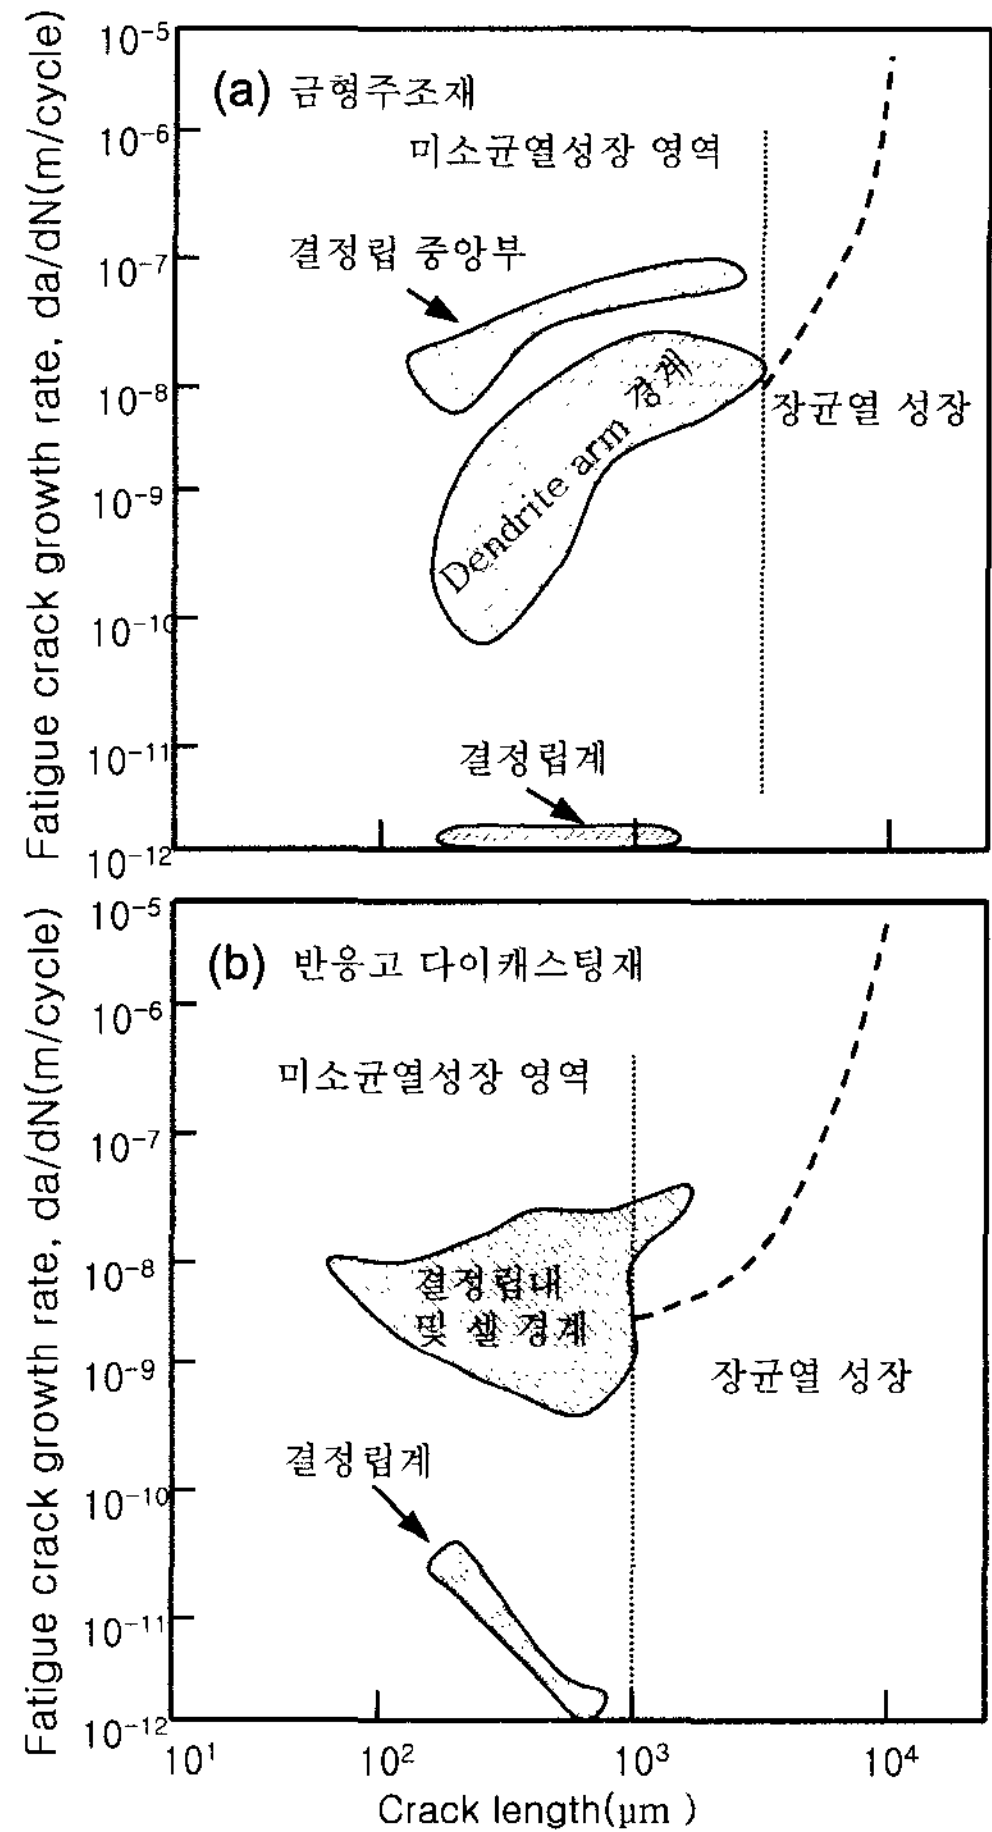 Fatigue crack growth rate, da/dN(m/cycle)
10⁻⁵
10⁻⁶
10⁻⁷
10⁻⁸
10⁻⁹
10⁻¹⁰
10⁻¹¹
10⁻¹²
(a) 금형주조재
미소균열성장 영역
결정립 중앙부
Dendrite arm 경계
장균열 성장
결정립계
Fatigue crack growth rate, da/dN(m/cycle)
10⁻⁵
10⁻⁶
10⁻⁷
10⁻⁸
10⁻⁹
10⁻¹⁰
10⁻¹¹
10⁻¹²
(b) 반응고 다이캐스팅재
미소균열성장 영역
결정립내
및 셀 경계
장균열 성장
결정립계
10¹ 10² 10³ 10⁴
Crack length(μm )